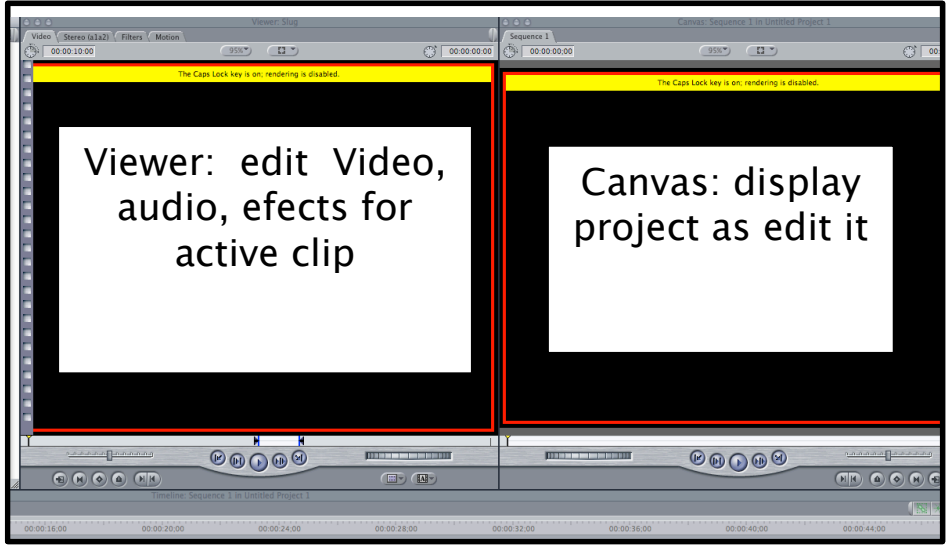 Viewer: Slug
Canvas: Sequence 1 in Untitled Project 1
Video Stereo (a1a2) Filters Motion
Sequence 1
00:00:10:00 95% 00:00:00:00
00:00:00;00 95% 00
The Caps Lock key is on; rendering is disabled.
The Caps Lock key is on; rendering is disabled.
Viewer: edit Video,
audio, efects for
active clip
Canvas: display
project as edit it
A
Timeline: Sequence 1 in Untitled Project 1
00:00:16;00 00:00:20;00 00:00:24;00 00:00:28;00 00:00:32;00 00:00:36;00 00:00:40;00 00:00:44;00